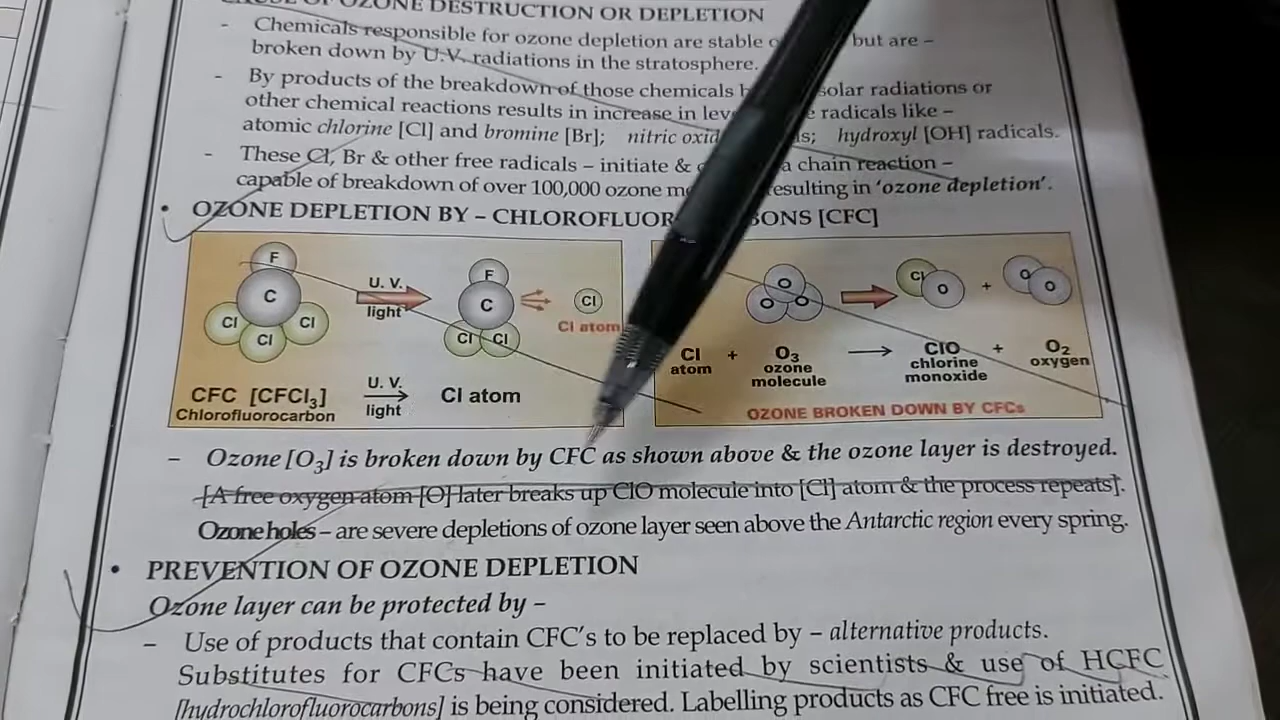 OZONE DESTRUCTION OR DEPLETION
- Chemicals responsible for ozone depletion are stable but are –
broken down by U.V. radiations in the stratosphere.
- By products of the breakdown of those chemicals solar radiations or
other chemical reactions results in increase in radicals like –
atomic chlorine [Cl] and bromine [Br]; nitric hydroxyl [OH] radicals.
- These Cl, Br & other free radicals – initiate & a chain reaction –
capable of breakdown of over 100,000 ozone resulting in 'ozone depletion'.
• OZONE DEPLETION BY – [CFC]
F
C
Cl
Cl
Cl
U. V.
light
F
C
Cl
Cl
Cl
Cl atom
CFC [CFCl3]
Chlorofluorocarbon
U. V.
light
Cl atom
O
O
O
Cl
O
+
O
O
Cl
atom
+
O3
ozone
molecule
ClO
chlorine
monoxide
+
O2
oxygen
OZONE BROKEN DOWN BY CFCs
– Ozone [O3] is broken down by CFC as shown above & the ozone layer is destroyed.
[A free oxygen atom [O] later breaks up ClO molecule into [Cl] atom & the process repeats].
Ozone holes – are severe depletions of ozone layer seen above the Antarctic region every spring.
• PREVENTION OF OZONE DEPLETION
Ozone layer can be protected by –
– Use of products that contain CFC's to be replaced by – alternative products.
Substitutes for CFCs have been initiated by scientists & use of HCFC
[hydrochlorofluorocarbons] is being considered. Labelling products as CFC free is initiated.